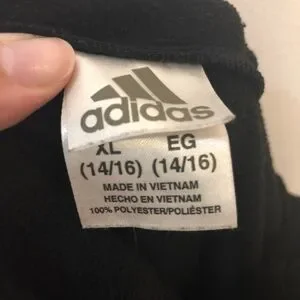 adidas
XL EG
(14/16) (14/16)
MADE IN VIETNAM
HECHO EN VIETNAM
100% POLYESTER/POLIÉSTER